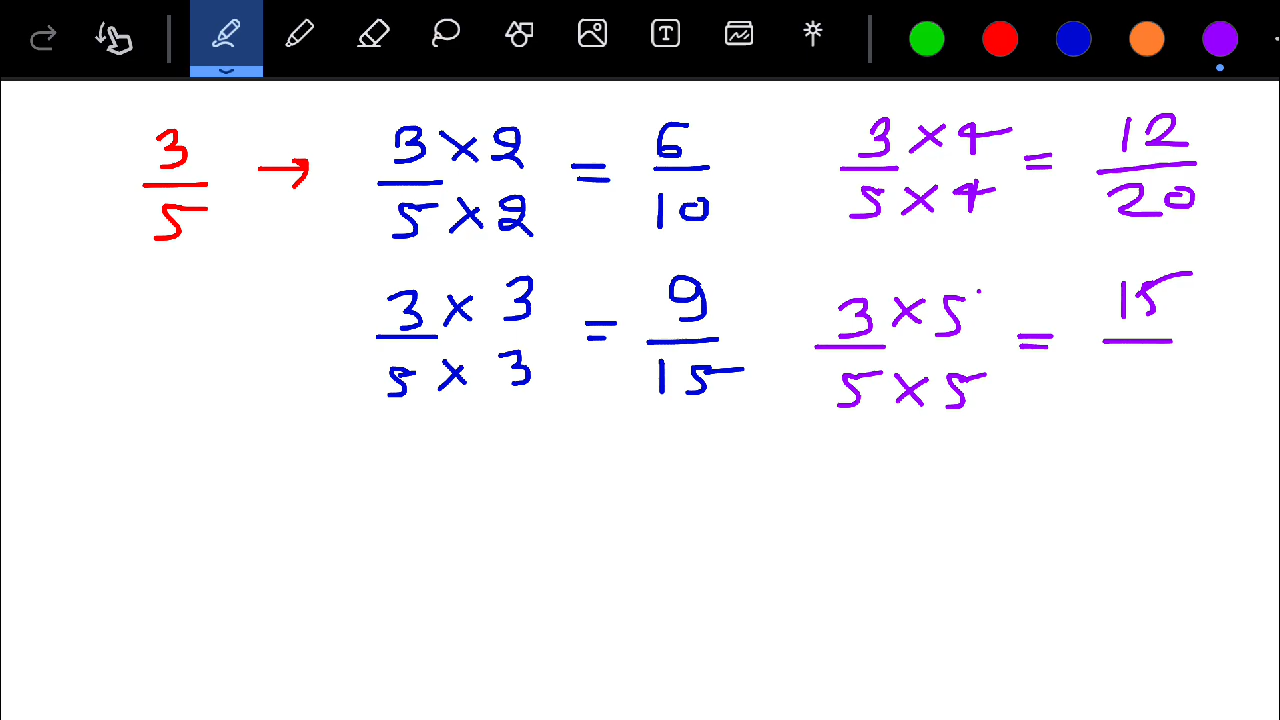 3/5 → 3 × 2 / 5 × 2 = 6/10
3 × 3 / 5 × 3 = 9/15
3 × 4 / 5 × 4 = 12/20
3 × 5 / 5 × 5 = 15/